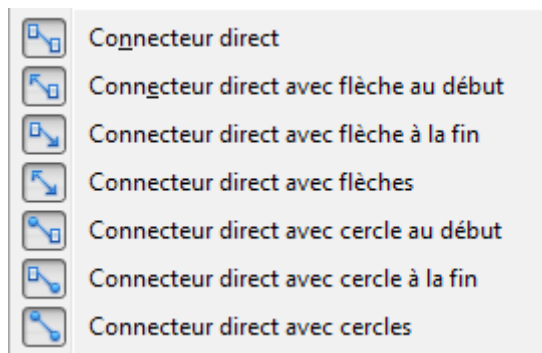 Connecteur direct
Connecteur direct avec flèche au début
Connecteur direct avec flèche à la fin
Connecteur direct avec flèches
Connecteur direct avec cercle au début
Connecteur direct avec cercle à la fin
Connecteur direct avec cercles